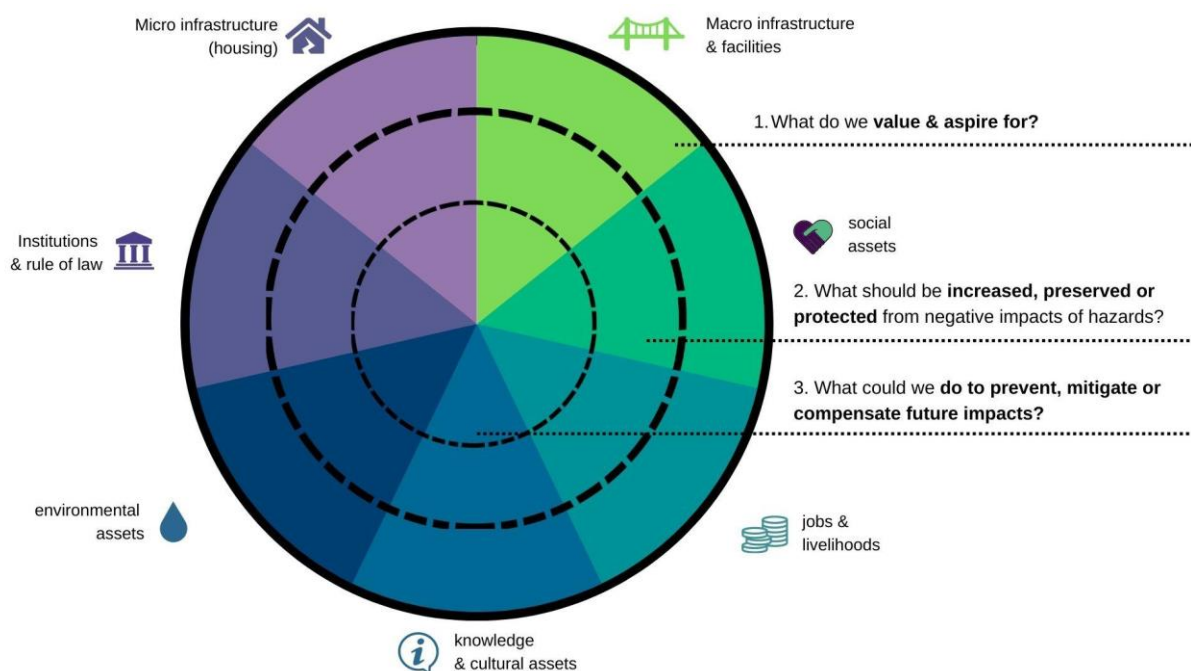 Micro infrastructure
(housing)
Macro infrastructure
& facilities
1.What do we value & aspire for?
social
assets
Institutions
& rule of law
2. What should be increased, preserved or
protected from negative impacts of hazards?
3. What could we do to prevent, mitigate or
compensate future impacts?
environmental
assets
jobs &
livelihoods
knowledge
& cultural assets